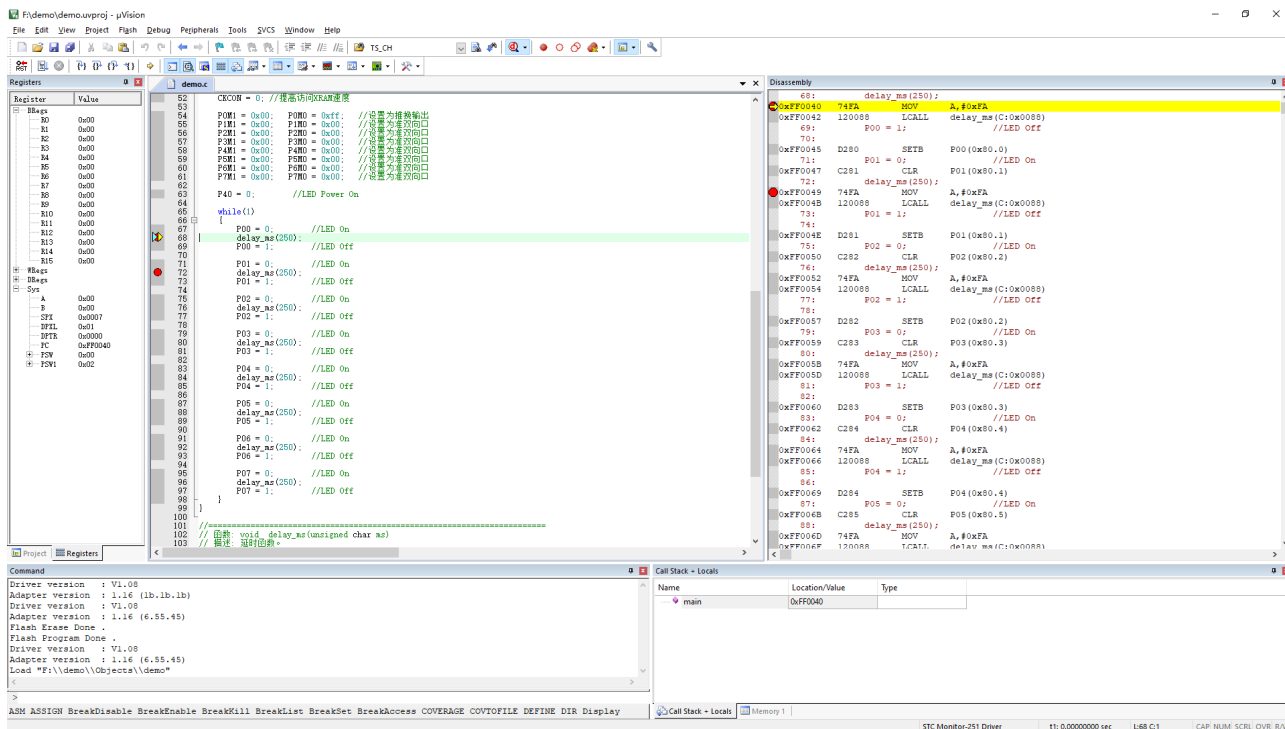 F:\demo\demo.uvproj - µVision
File Edit View Project Flash Debug Peripherals Tools SVCS Window Help
TS_CH
RST
Registers
Register Value
Regs
R0 0x00
R1 0x00
R2 0x00
R3 0x00
R4 0x00
R5 0x00
R6 0x00
R7 0x00
R8 0x00
R9 0x00
R10 0x00
R11 0x00
R12 0x00
R13 0x00
R14 0x00
R15 0x00
WRegs
DRegs
Sys
A 0x00
B 0x00
SPX 0x0007
DPXL 0x01
DPTR 0x0000
PC 0xFF0040
PSW 0x00
PSW1 0x02
Project Registers
demo.c
52 CKCON = 0; //提高访问XRAM速度
53
54 P0M1 = 0x00; P0M0 = 0xff; //设置为推挽输出
55 P1M1 = 0x00; P1M0 = 0x00; //设置为准双向口
56 P2M1 = 0x00; P2M0 = 0x00; //设置为准双向口
57 P3M1 = 0x00; P3M0 = 0x00; //设置为准双向口
58 P4M1 = 0x00; P4M0 = 0x00; //设置为准双向口
59 P5M1 = 0x00; P5M0 = 0x00; //设置为准双向口
60 P6M1 = 0x00; P6M0 = 0x00; //设置为准双向口
61 P7M1 = 0x00; P7M0 = 0x00; //设置为准双向口
62
63 P40 = 0; //LED Power On
64
65 while(1)
66 {
67 P00 = 0; //LED On
68 delay_ms(250);
69 P00 = 1; //LED Off
70
71 P01 = 0; //LED On
72 delay_ms(250);
73 P01 = 1; //LED Off
74
75 P02 = 0; //LED On
76 delay_ms(250);
77 P02 = 1; //LED Off
78
79 P03 = 0; //LED On
80 delay_ms(250);
81 P03 = 1; //LED Off
82
83 P04 = 0; //LED On
84 delay_ms(250);
85 P04 = 1; //LED Off
86
87 P05 = 0; //LED On
88 delay_ms(250);
89 P05 = 1; //LED Off
90
91 P06 = 0; //LED On
92 delay_ms(250);
93 P06 = 1; //LED Off
94
95 P07 = 0; //LED On
96 delay_ms(250);
97 P07 = 1; //LED Off
98 }
99 }
100
101 //========================================================================
102 // 函数: void delay_ms(unsigned char ms)
103 // 描述: 延时函数。
Disassembly
68: delay_ms(250);
0xFF0040 74FA MOV A,#0xFA
0xFF0042 120088 LCALL delay_ms(C:0x0088)
69: P00 = 1; //LED Off
70:
0xFF0045 D280 SETB P00(0x80.0)
71: P01 = 0; //LED On
0xFF0047 C281 CLR P01(0x80.1)
72: delay_ms(250);
0xFF0049 74FA MOV A,#0xFA
0xFF004B 120088 LCALL delay_ms(C:0x0088)
73: P01 = 1; //LED Off
74:
0xFF004E D281 SETB P01(0x80.1)
75: P02 = 0; //LED On
0xFF0050 C282 CLR P02(0x80.2)
76: delay_ms(250);
0xFF0052 74FA MOV A,#0xFA
0xFF0054 120088 LCALL delay_ms(C:0x0088)
77: P02 = 1; //LED Off
78:
0xFF0057 D282 SETB P02(0x80.2)
79: P03 = 0; //LED On
0xFF0059 C283 CLR P03(0x80.3)
80: delay_ms(250);
0xFF005B 74FA MOV A,#0xFA
0xFF005D 120088 LCALL delay_ms(C:0x0088)
81: P03 = 1; //LED Off
82:
0xFF0060 D283 SETB P03(0x80.3)
83: P04 = 0; //LED On
0xFF0062 C284 CLR P04(0x80.4)
84: delay_ms(250);
0xFF0064 74FA MOV A,#0xFA
0xFF0066 120088 LCALL delay_ms(C:0x0088)
85: P04 = 1; //LED Off
86:
0xFF0069 D284 SETB P04(0x80.4)
87: P05 = 0; //LED On
0xFF006B C285 CLR P05(0x80.5)
88: delay_ms(250);
0xFF006D 74FA MOV A,#0xFA
0xFF006F 120088 LCALL delay_ms(C:0x0088)
Command
Driver version : V1.08
Adapter version : 1.16 (1b.1b.1b)
Driver version : V1.08
Adapter version : 1.16 (6.55.45)
Flash Erase Done .
Flash Program Done .
Driver version : V1.08
Adapter version : 1.16 (6.55.45)
Load "F:\\demo\\Objects\\demo"
>
ASM ASSIGN BreakDisable BreakEnable BreakKill BreakList BreakSet BreakAccess COVERAGE COVTOFILE DEFINE DIR Display
Call Stack + Locals
Name Location/Value Type
main 0xFF0040
Call Stack + Locals Memory 1
STC Monitor-251 Driver t1: 0.00000000 sec L:68 C:1 CAP NUM SCRL OVR R/W